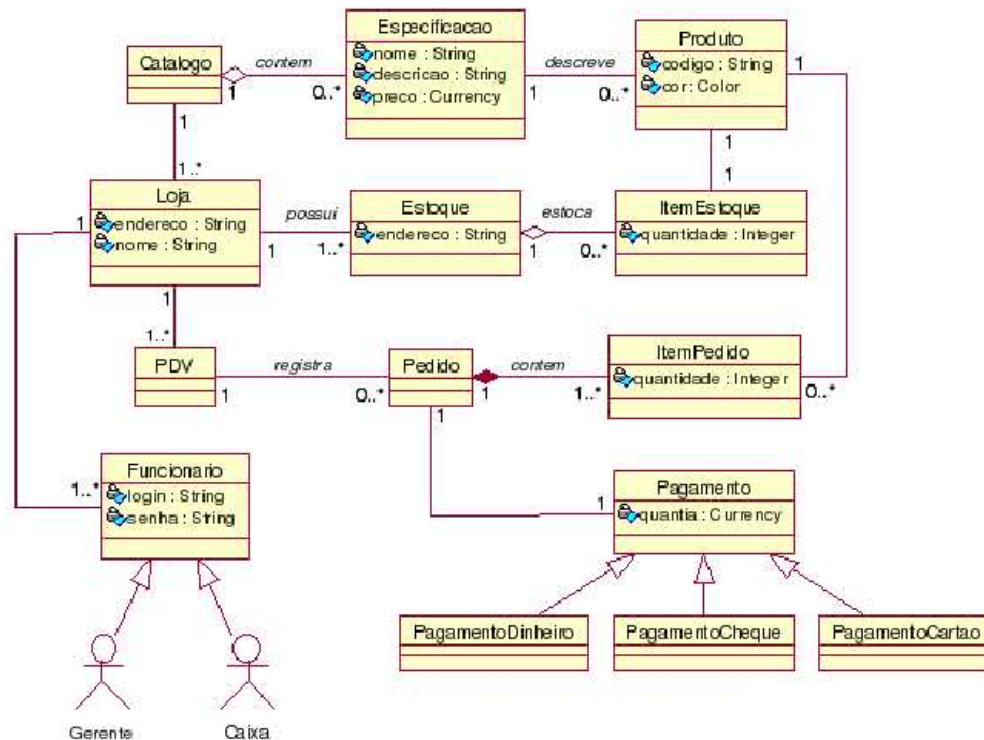 Especificacao
nome : String
descricao : String
preco : Currency
Produto
codigo : String
cor : Color
Catalogo
contem
1
0..*
descreve
1
0..*
1
1
1..*
1
1
Loja
endereco : String
nome : String
1
possui
1
1..*
Estoque
endereco : String
estoca
1
0..*
ItemEstoque
quantidade : Integer
1
1..*
PDV
registra
1
0..*
Pedido
contem
1
1..*
ItemPedido
quantidade : Integer
0..*
1
1..*
Funcionario
login : String
senha : String
1
Pagamento
quantia : Currency
PagamentoDinheiro
PagamentoCheque
PagamentoCartao
Gerente
Caixa